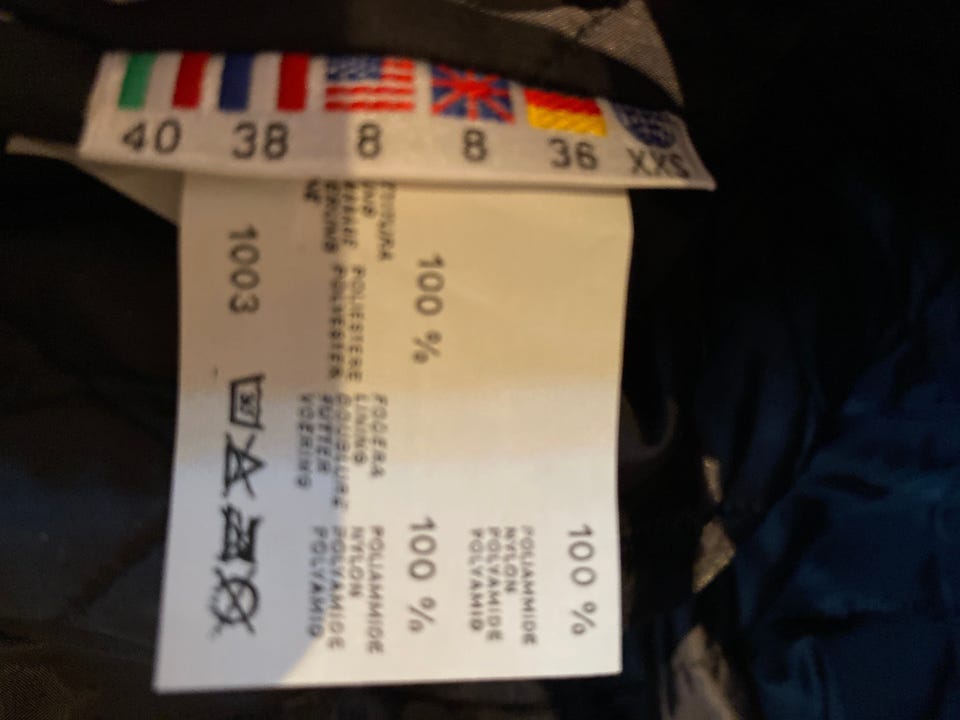 40 38 8 8 36 XXS
100 %
POLIAMMIDE
NYLON
POLYAMIDE
POLYAMID
100 %
POLIESTERE
POLYESTER
100 %
FODERA POLIAMMIDE
LINING NYLON
DOUBLURE POLYAMIDE
FUTTER POLYAMID
VOERING
1003